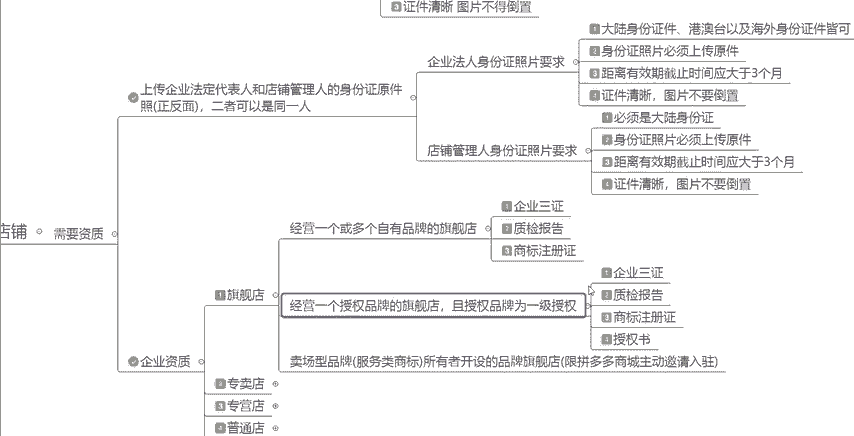 3 证件清晰 图片不得倒置
1 大陆身份证件、港澳台以及海外身份证件皆可
企业法人身份证照片要求
2 身份证照片必须上传原件
3 距离有效期截止时间应大于3个月
4 证件清晰，图片不要倒置
上传企业法定代表人和店铺管理人的身份证原件
照(正反面)，二者可以是同一人
1 必须是大陆身份证
店铺管理人身份证照片要求
2 身份证照片必须上传原件
3 距离有效期截止时间应大于3个月
4 证件清晰，图片不要倒置
店铺
需要资质
1 企业三证
经营一个或多个自有品牌的旗舰店
2 质检报告
3 商标注册证
1 旗舰店
1 企业三证
经营一个授权品牌的旗舰店，且授权品牌为一级授权
2 质检报告
3 商标注册证
4 授权书
企业资质
卖场型品牌(服务类商标)所有者开设的品牌旗舰店(限拼多多商城主动邀请入驻)
2 专卖店
3 专营店
4 普通店